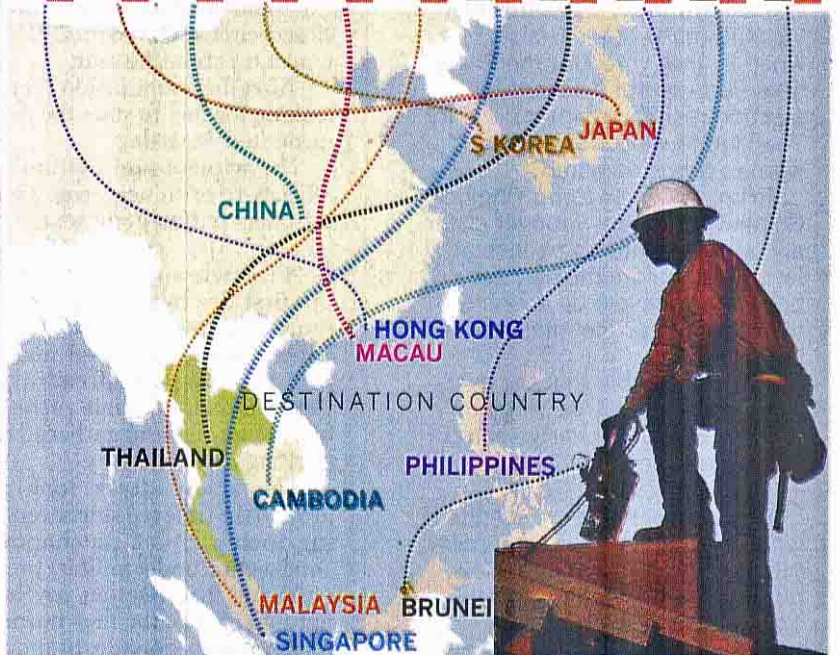 S KOREA
JAPAN
CHINA
HONG KONG
MACAU
DESTINATION COUNTRY
THAILAND
PHILIPPINES
CAMBODIA
MALAYSIA
BRUNEI
SINGAPORE